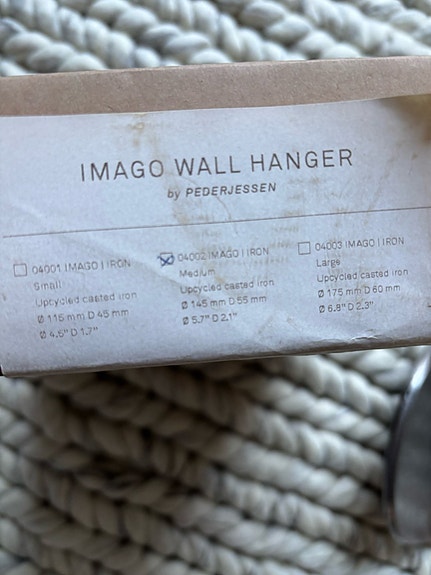 IMAGO WALL HANGER
by PEDERJESSEN
04001 IMAGO | IRON
Small
Upcycled casted iron
Ø 115 mm D 45 mm
Ø 4.5" D 1.7"
04002 IMAGO | IRON
Medium
Upcycled casted iron
Ø 145 mm D 55 mm
Ø 5.7" D 2.1"
04003 IMAGO | IRON
Large
Upcycled casted iron
Ø 175 mm D 60 mm
Ø 6.8" D 2.3"